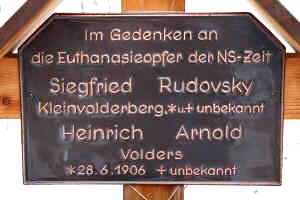 Im Gedenken an
die Euthanasieopfer der NS-Zeit
Siegfried Rudovsky
Kleinvolderberg,*u.+ unbekannt
Heinrich Arnold
Volders
*28.6.1906 + unbekannt